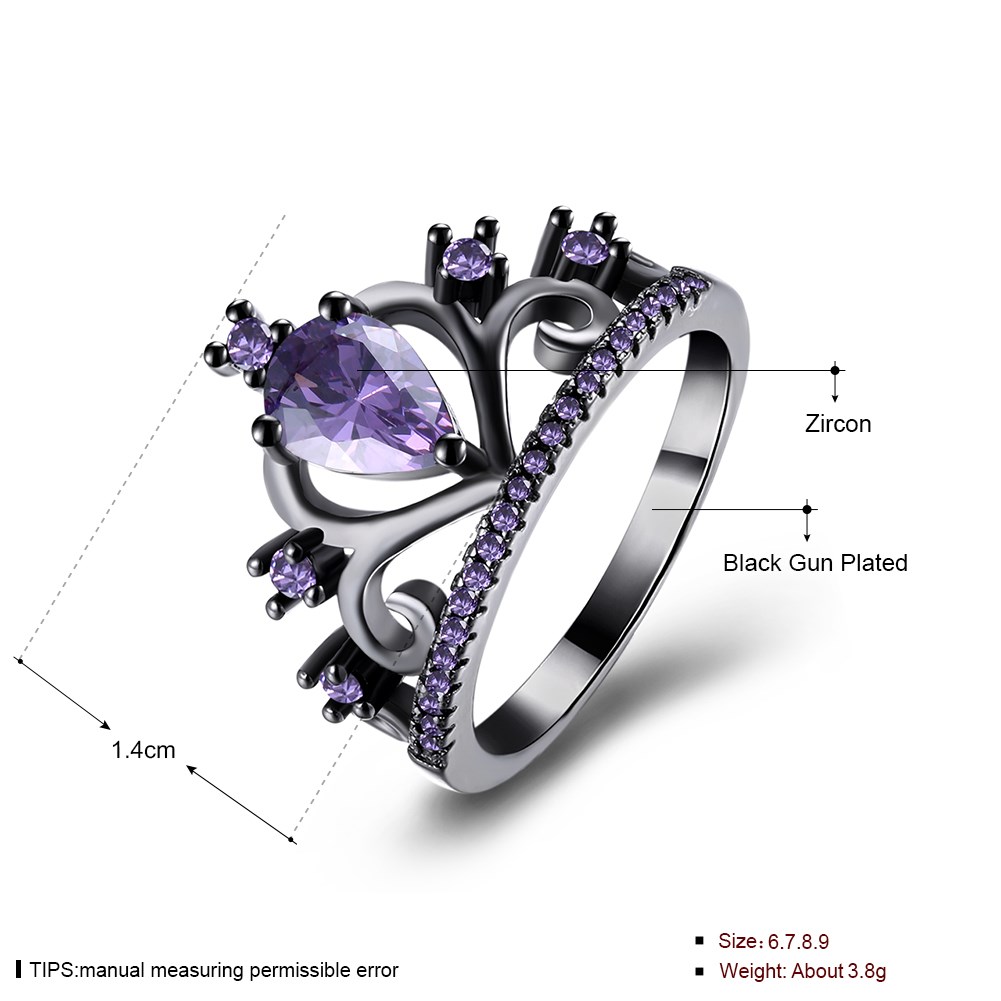 Zircon
Black Gun Plated
1.4cm
Size: 6.7.8.9
TIPS:manual measuring permissible error
Weight: About 3.8g